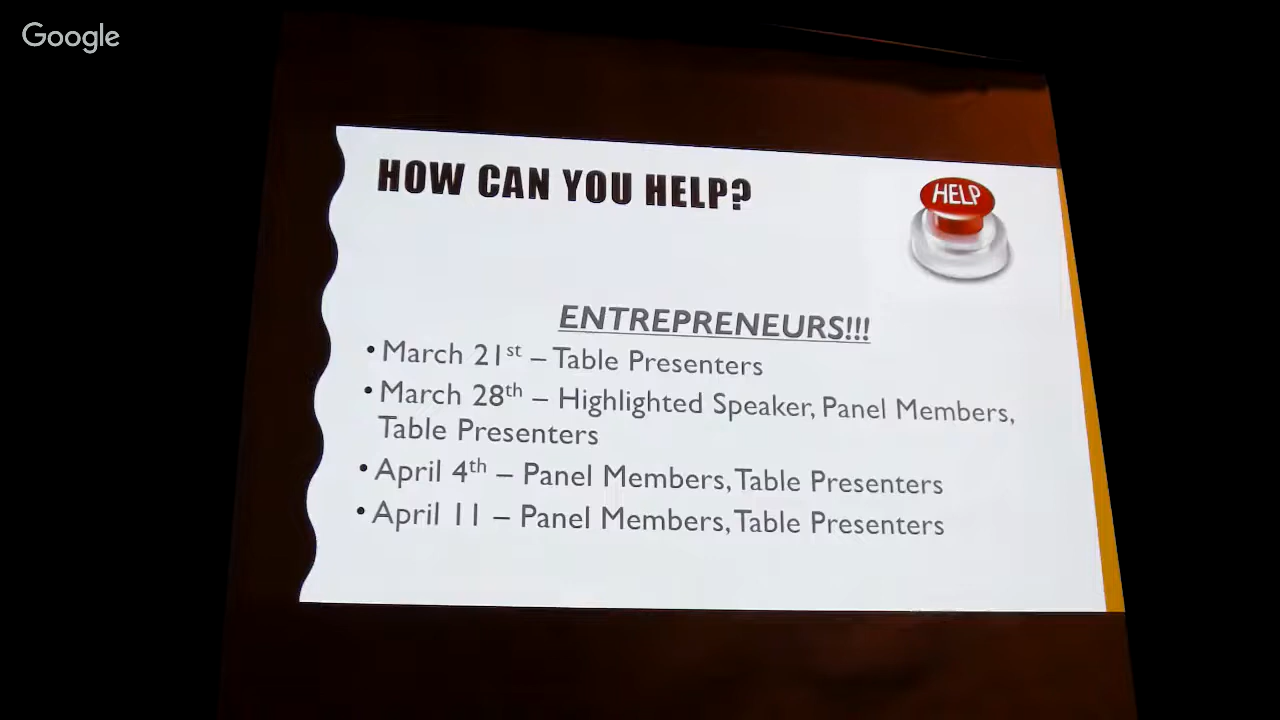 Google
HOW CAN YOU HELP?
HELP
ENTREPRENEURS!!!
• March 21st – Table Presenters
• March 28th – Highlighted Speaker, Panel Members,
Table Presenters
• April 4th – Panel Members, Table Presenters
• April 11 – Panel Members, Table Presenters